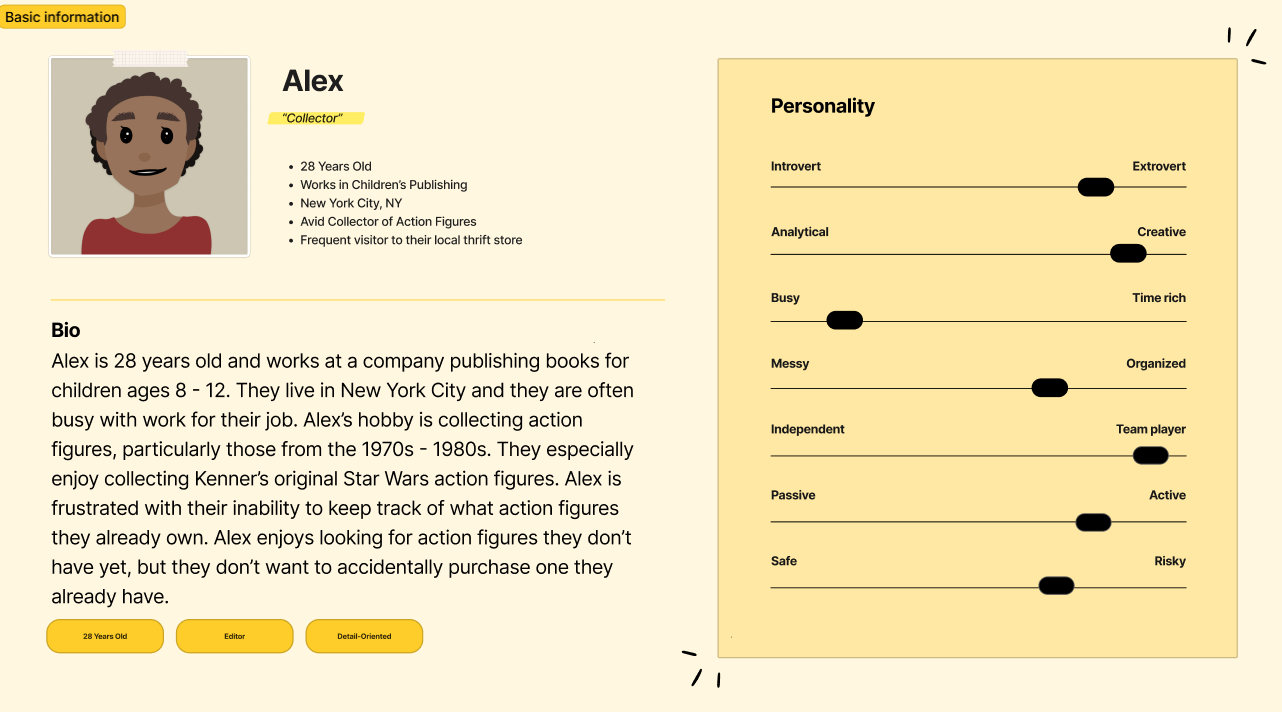 Basic information
Alex
“Collector”
• 28 Years Old
• Works in Children’s Publishing
• New York City, NY
• Avid Collector of Action Figures
• Frequent visitor to their local thrift store
Bio
Alex is 28 years old and works at a company publishing books for
children ages 8 - 12. They live in New York City and they are often
busy with work for their job. Alex’s hobby is collecting action
figures, particularly those from the 1970s - 1980s. They especially
enjoy collecting Kenner’s original Star Wars action figures. Alex is
frustrated with their inability to keep track of what action figures
they already own. Alex enjoys looking for action figures they don’t
have yet, but they don’t want to accidentally purchase one they
already have.
28 Years Old
Editor
Detail-Oriented
Personality
Introvert Extrovert
Analytical Creative
Busy Time rich
Messy Organized
Independent Team player
Passive Active
Safe Risky